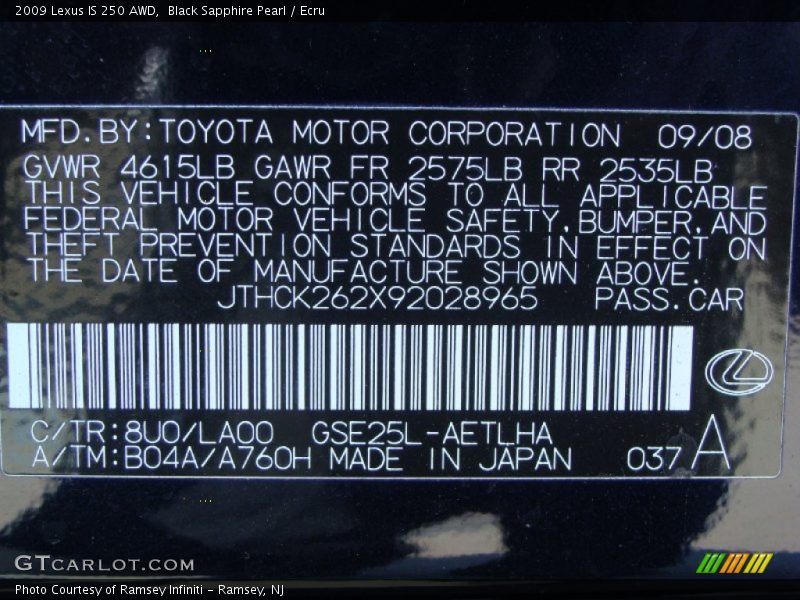 2009 Lexus IS 250 AWD,  Black Sapphire Pearl / Ecru
MFD.BY:TOYOTA MOTOR CORPORATION 09/08
GVWR 4615LB GAWR FR 2575LB RR 2535LB
THIS VEHICLE CONFORMS TO ALL APPLICABLE
FEDERAL MOTOR VEHICLE SAFETY,BUMPER,AND
THEFT PREVENTION STANDARDS IN EFFECT ON
THE DATE OF MANUFACTURE SHOWN ABOVE.
JTHCK262X92028965 PASS.CAR
C/TR:8U0/LA00 GSE25L-AETLHA
A/TM:B04A/A760H MADE IN JAPAN 037 A
GTCARLOT.COM
Photo Courtesy of Ramsey Infiniti - Ramsey, NJ